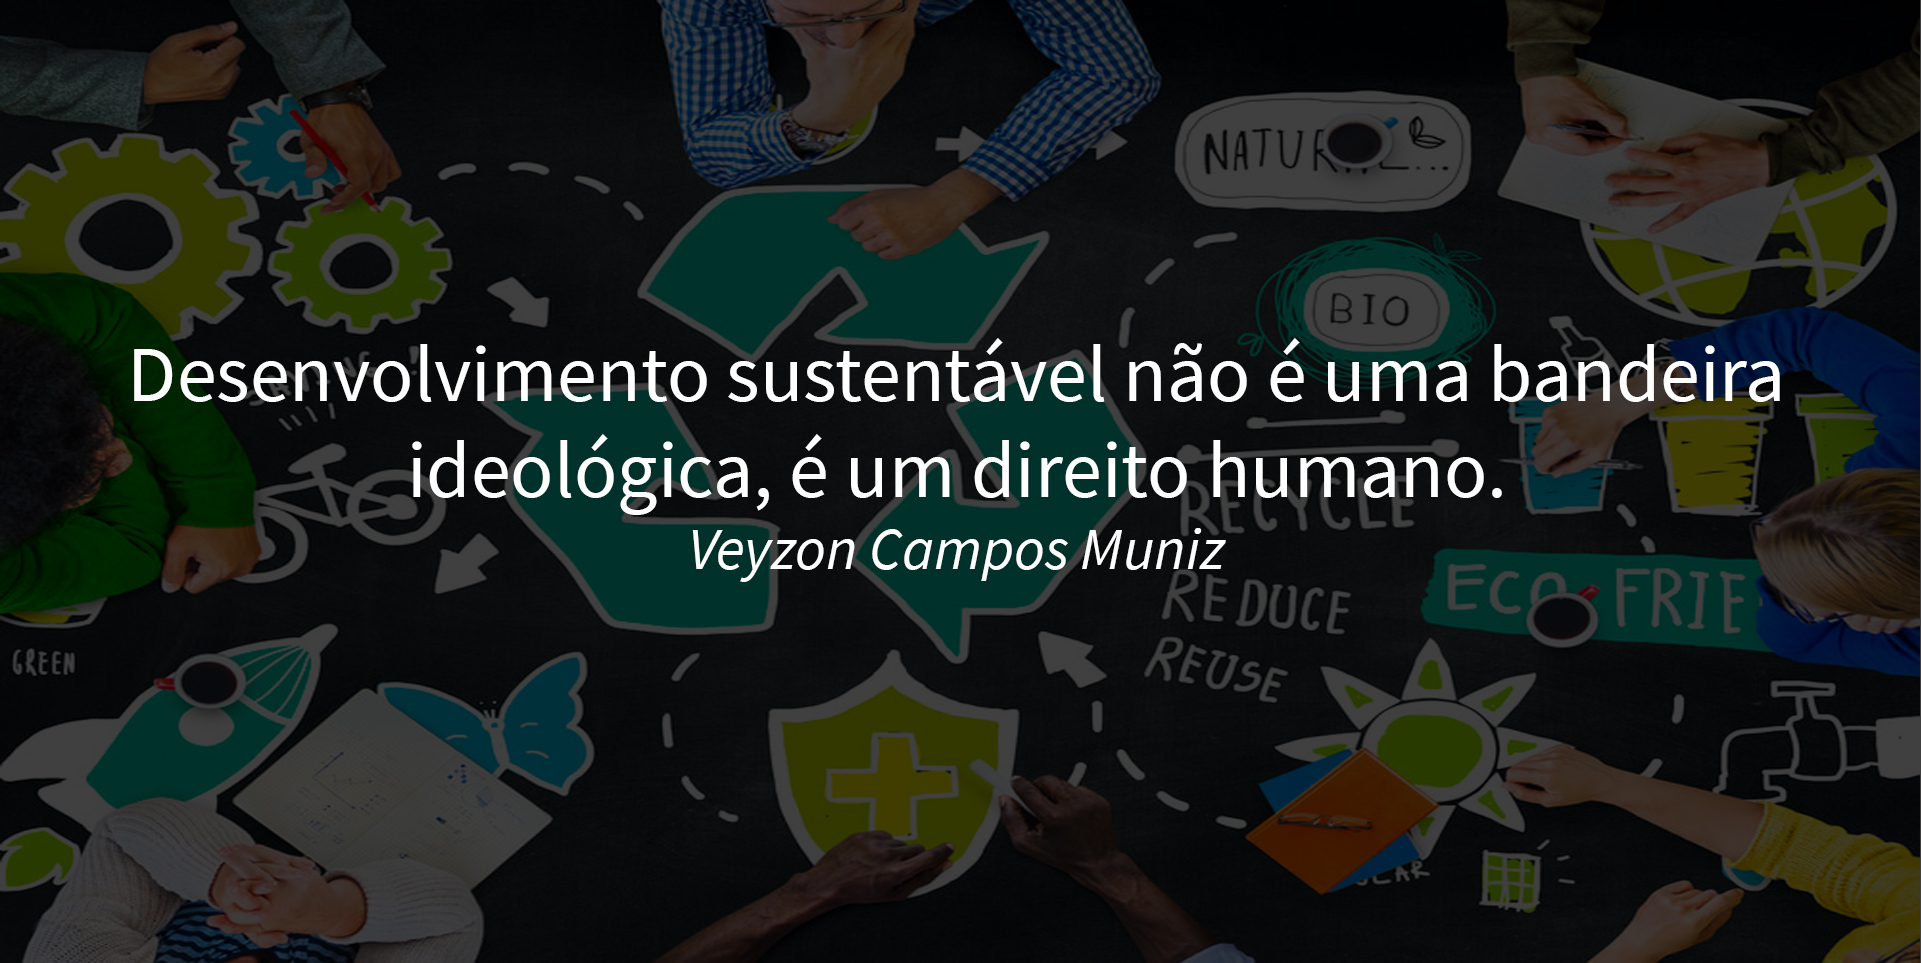 NATURAL...
BIO
Desenvolvimento sustentável não é uma bandeira
ideológica, é um direito humano.
Veyzon Campos Muniz
RECYCLE
REDUCE
REUSE
ECO FRIE
GREEN